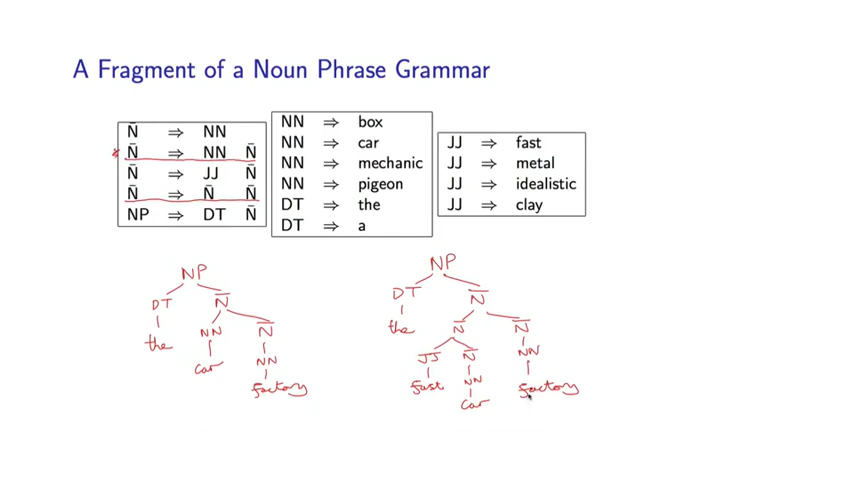 A Fragment of a Noun Phrase Grammar
N̄ ⇒ NN
N̄ ⇒ NN N̄
N̄ ⇒ JJ N̄
N̄ ⇒ N̄ N̄
NP ⇒ DT N̄
NN ⇒ box
NN ⇒ car
NN ⇒ mechanic
NN ⇒ pigeon
DT ⇒ the
DT ⇒ a
JJ ⇒ fast
JJ ⇒ metal
JJ ⇒ idealistic
JJ ⇒ clay
NP
DT N̄
the NN N̄
car NN
factory
NP
DT N̄
the N̄ N̄
JJ N̄ NN
fast NN factory
car